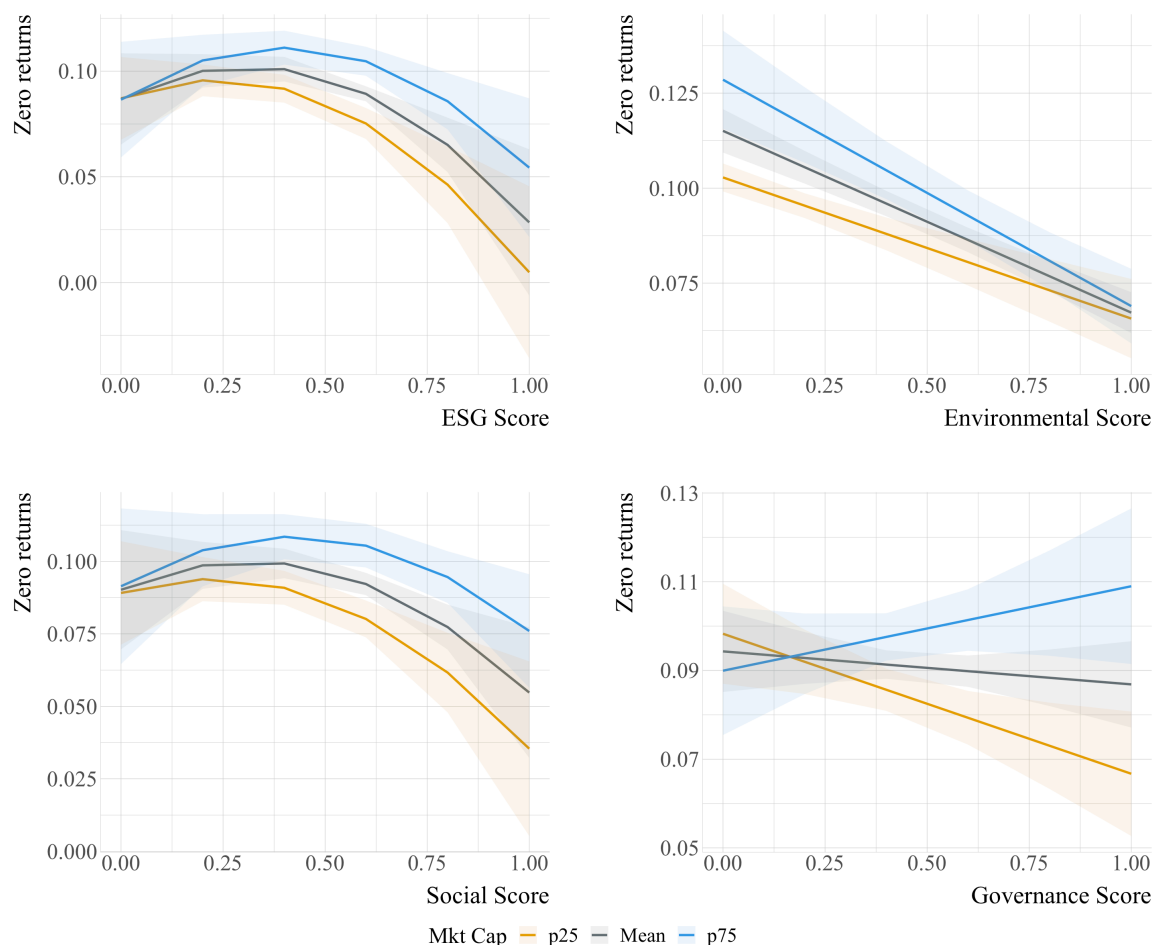 Zero returns
0.10
0.05
0.00
0.00 0.25 0.50 0.75 1.00
ESG Score
Zero returns
0.125
0.100
0.075
0.00 0.25 0.50 0.75 1.00
Environmental Score
Zero returns
0.100
0.075
0.050
0.025
0.000
0.00 0.25 0.50 0.75 1.00
Social Score
Zero returns
0.13
0.11
0.09
0.07
0.05
0.00 0.25 0.50 0.75 1.00
Governance Score
Mkt Cap p25 Mean p75